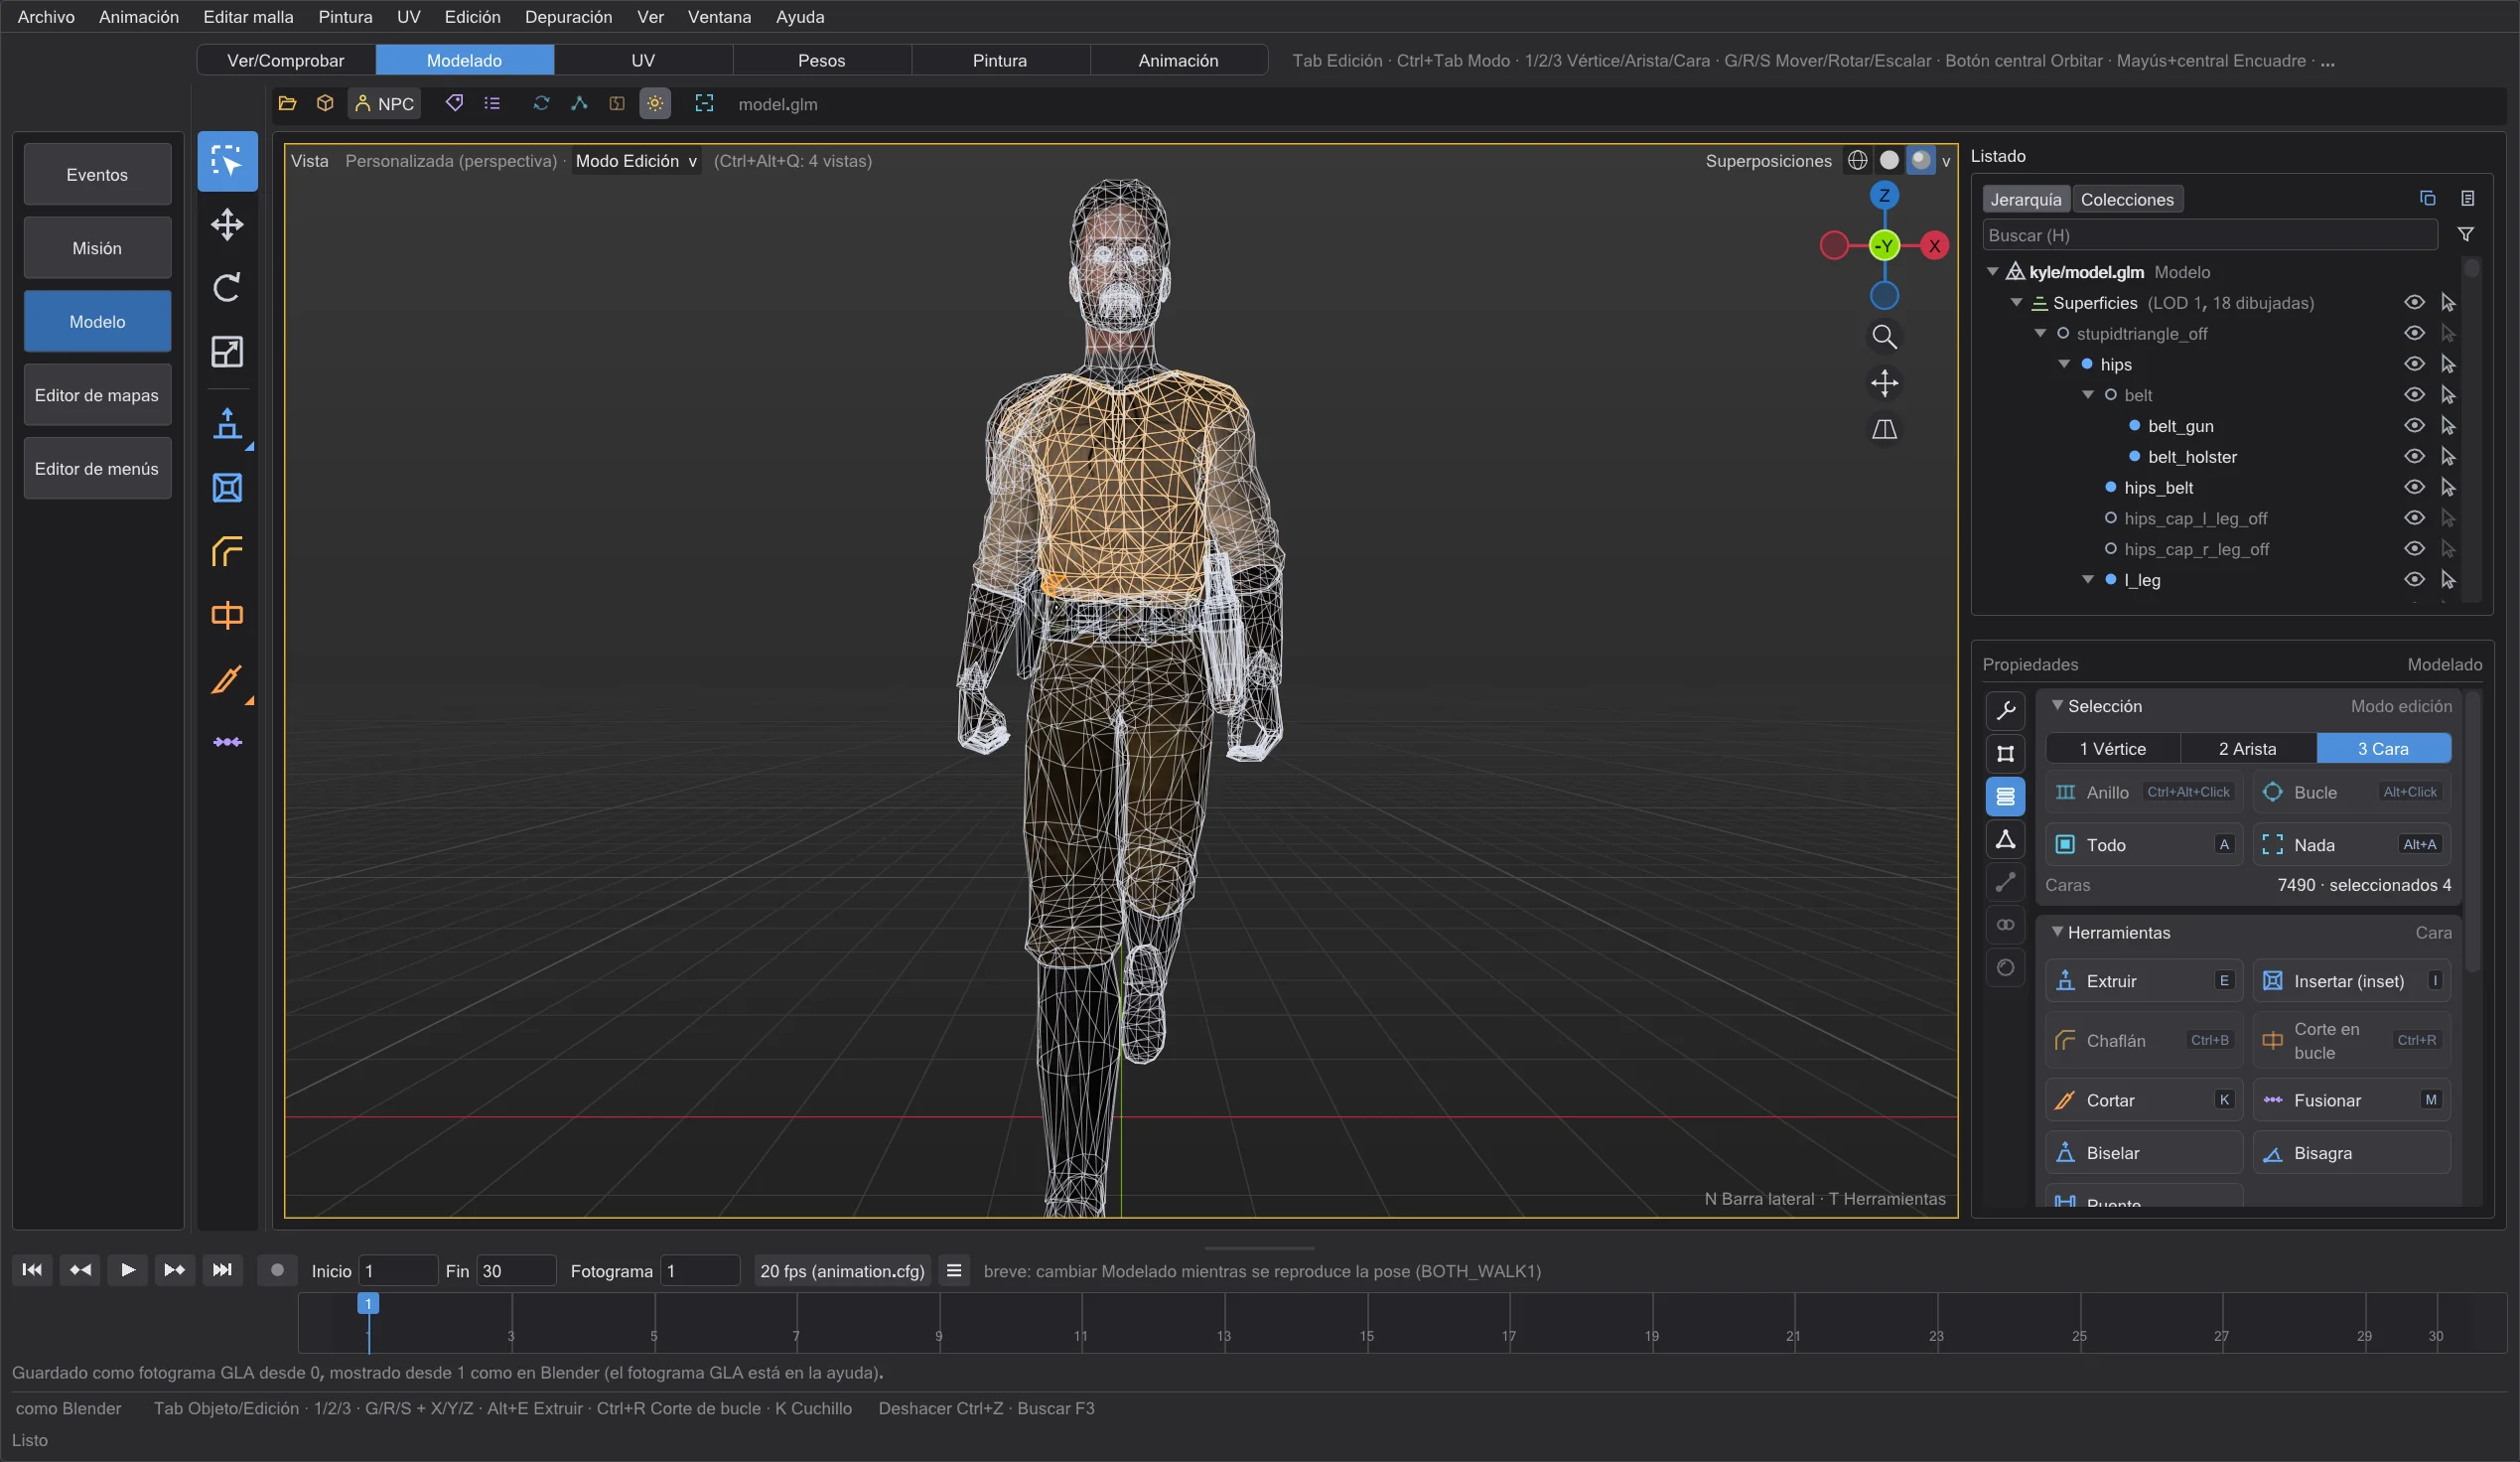 Archivo Animación Editar malla Pintura UV Edición Depuración Ver Ventana Ayuda
Ver/Comprobar Modelado UV Pesos Pintura Animación Tab Edición · Ctrl+Tab Modo · 1/2/3 Vértice/Arista/Cara · G/R/S Mover/Rotar/Escalar · Botón central Orbitar · Mayús+central Encuadre · ...
NPC model.glm
Eventos
Misión
Modelo
Editor de mapas
Editor de menús
Vista Personalizada (perspectiva) · Modo Edición v (Ctrl+Alt+Q: 4 vistas) Superposiciones v
Z
-Y X
N Barra lateral · T Herramientas
Listado
Jerarquía Colecciones
Buscar (H)
kyle/model.glm Modelo
Superficies (LOD 1, 18 dibujadas)
stupidtriangle_off
hips
belt
belt_gun
belt_holster
hips_belt
hips_cap_l_leg_off
hips_cap_r_leg_off
l_leg
Propiedades Modelado
Selección Modo edición
1 Vértice 2 Arista 3 Cara
Anillo Ctrl+Alt+Click Bucle Alt+Click
Todo A Nada Alt+A
Caras 7490 · seleccionados 4
Herramientas Cara
Extruir E Insertar (inset) I
Chaflán Ctrl+B Corte en bucle Ctrl+R
Cortar K Fusionar M
Biselar Bisagra
Puente
Inicio 1 Fin 30 Fotograma 1 20 fps (animation.cfg) breve: cambiar Modelado mientras se reproduce la pose (BOTH_WALK1)
1
1 3 5 7 9 11 13 15 17 19 21 23 25 27 29 30
Guardado como fotograma GLA desde 0, mostrado desde 1 como en Blender (el fotograma GLA está en la ayuda).
como Blender Tab Objeto/Edición · 1/2/3 · G/R/S + X/Y/Z · Alt+E Extruir · Ctrl+R Corte de bucle · K Cuchillo Deshacer Ctrl+Z · Buscar F3
Listo